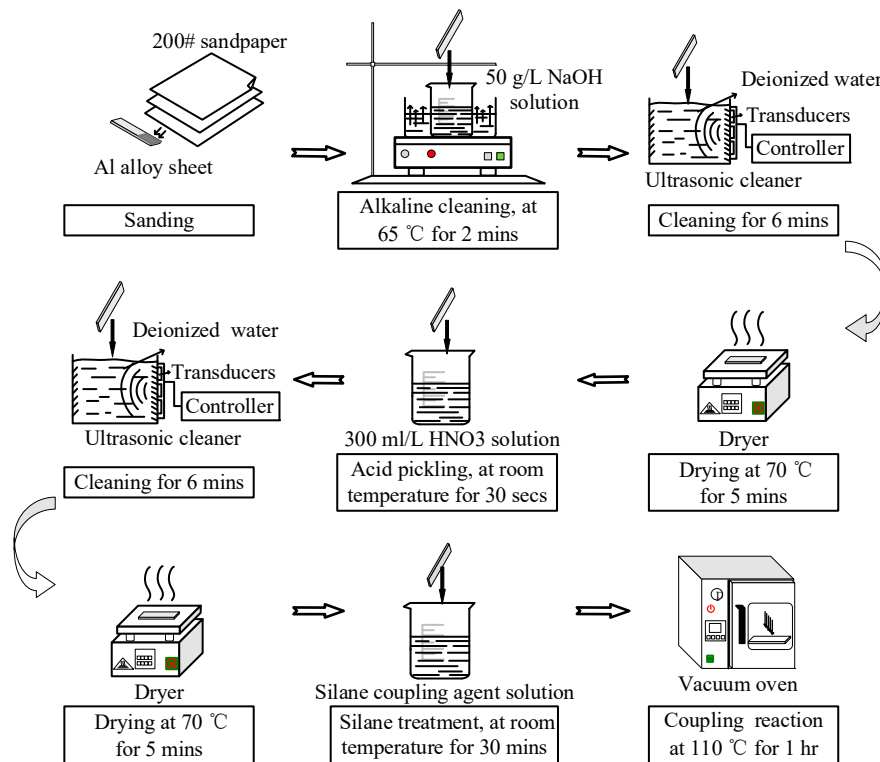 200# sandpaper
Al alloy sheet
Sanding
50 g/L NaOH
solution
Alkaline cleaning, at
65 ℃ for 2 mins
Deionized water
Transducers
Controller
Ultrasonic cleaner
Cleaning for 6 mins
Dryer
Drying at 70 ℃
for 5 mins
300 ml/L HNO3 solution
Acid pickling, at room
temperature for 30 secs
Deionized water
Transducers
Controller
Ultrasonic cleaner
Cleaning for 6 mins
Dryer
Drying at 70 ℃
for 5 mins
Silane coupling agent solution
Silane treatment, at room
temperature for 30 mins
Vacuum oven
Coupling reaction
at 110 ℃ for 1 hr